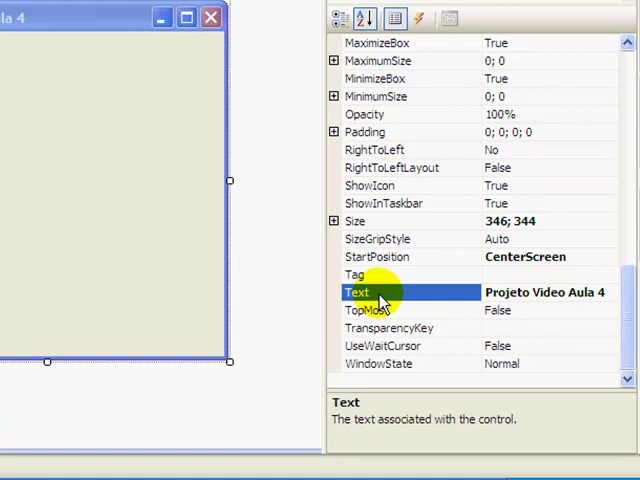 ula 4
MaximizeBox True
MaximumSize 0; 0
MinimizeBox True
MinimumSize 0; 0
Opacity 100%
Padding 0; 0; 0; 0
RightToLeft No
RightToLeftLayout False
ShowIcon True
ShowInTaskbar True
Size 346; 344
SizeGripStyle Auto
StartPosition CenterScreen
Tag
Text Projeto Video Aula 4
TopMost False
TransparencyKey
UseWaitCursor False
WindowState Normal
Text
The text associated with the control.